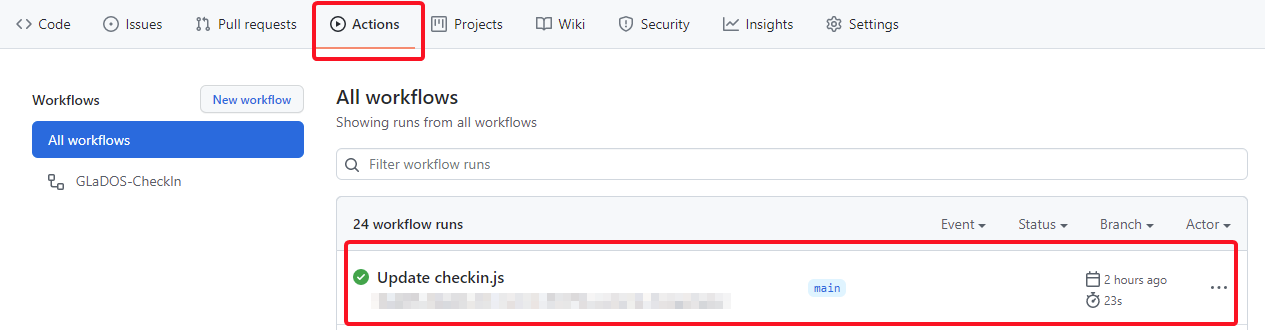 Code Issues Pull requests Actions Projects Wiki Security Insights Settings
Workflows New workflow
All workflows
GLaDOS-CheckIn
All workflows
Showing runs from all workflows
Filter workflow runs
24 workflow runs Event Status Branch Actor
Update checkin.js main 2 hours ago
23s